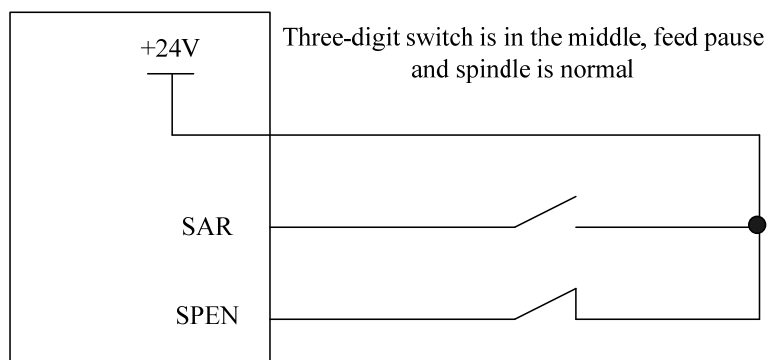 Three-digit switch is in the middle, feed pause
and spindle is normal
+24V
SAR
SPEN